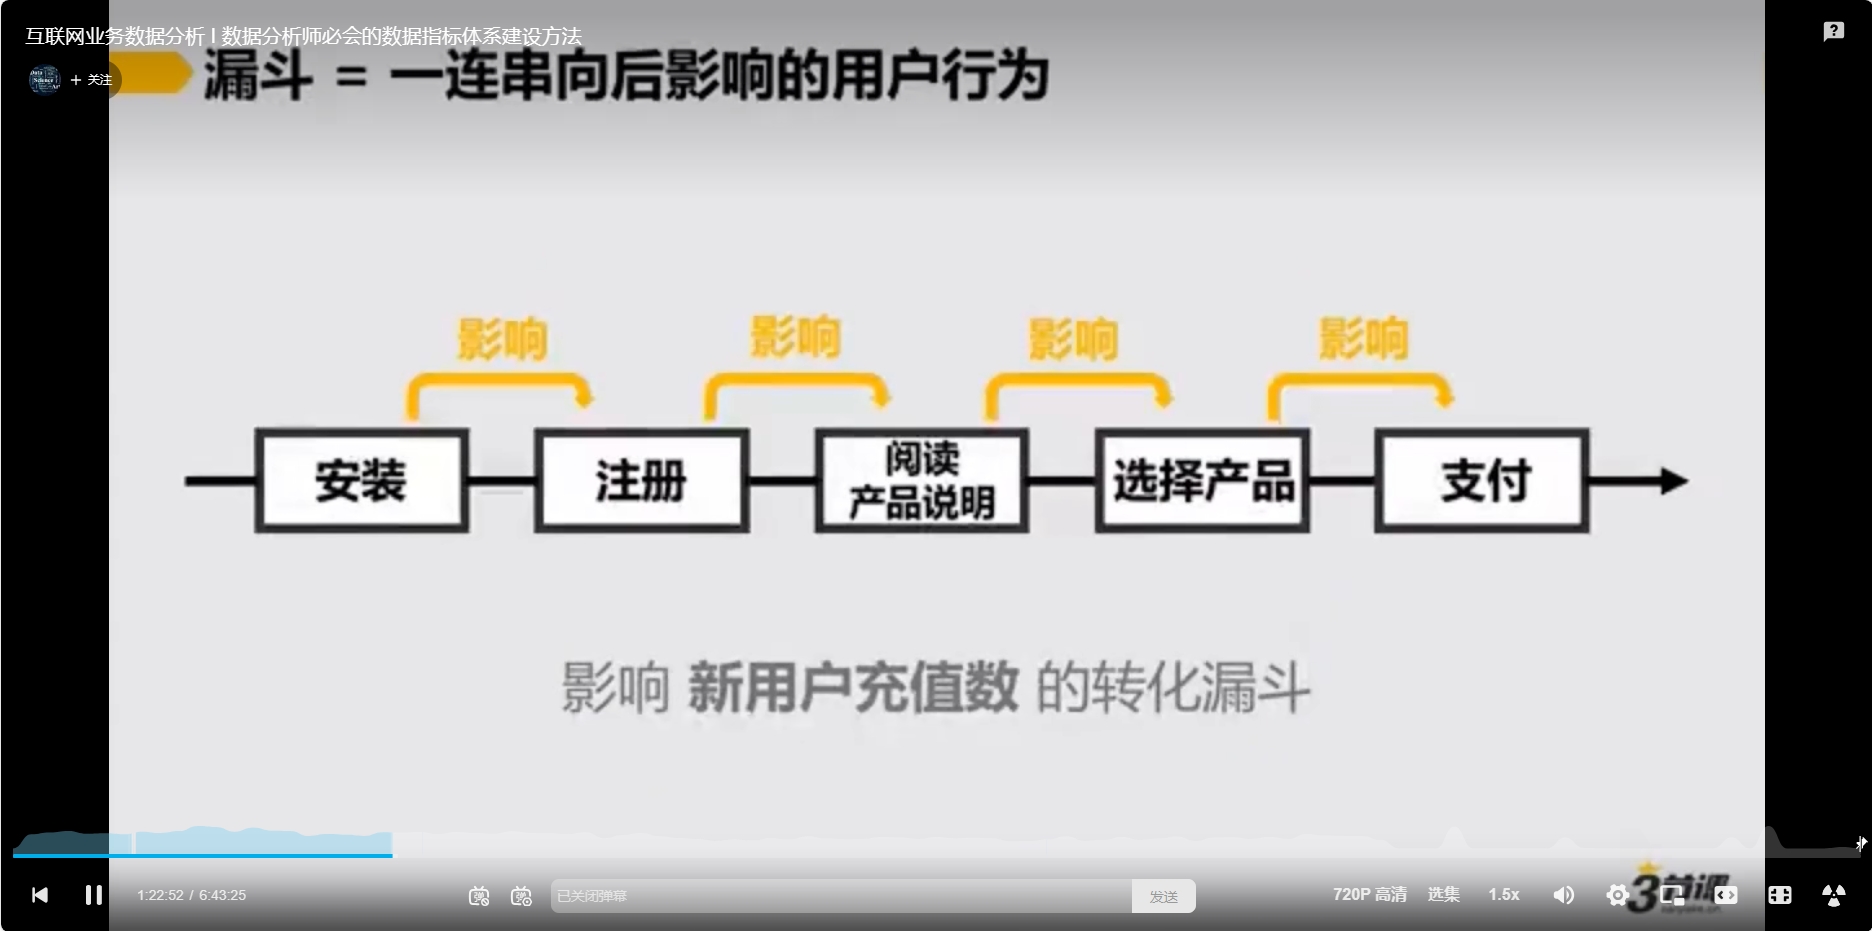 互联网业务数据分析 | 数据分析师必会的数据指标体系建设方法
+ 关注
漏斗 = 一连串向后影响的用户行为
影响 影响 影响 影响
安装 注册 阅读产品说明 选择产品 支付
影响 新用户充值数 的转化漏斗
1:22:52 / 6:43:25 已关闭弹幕 发送 720P 高清 选集 1.5x